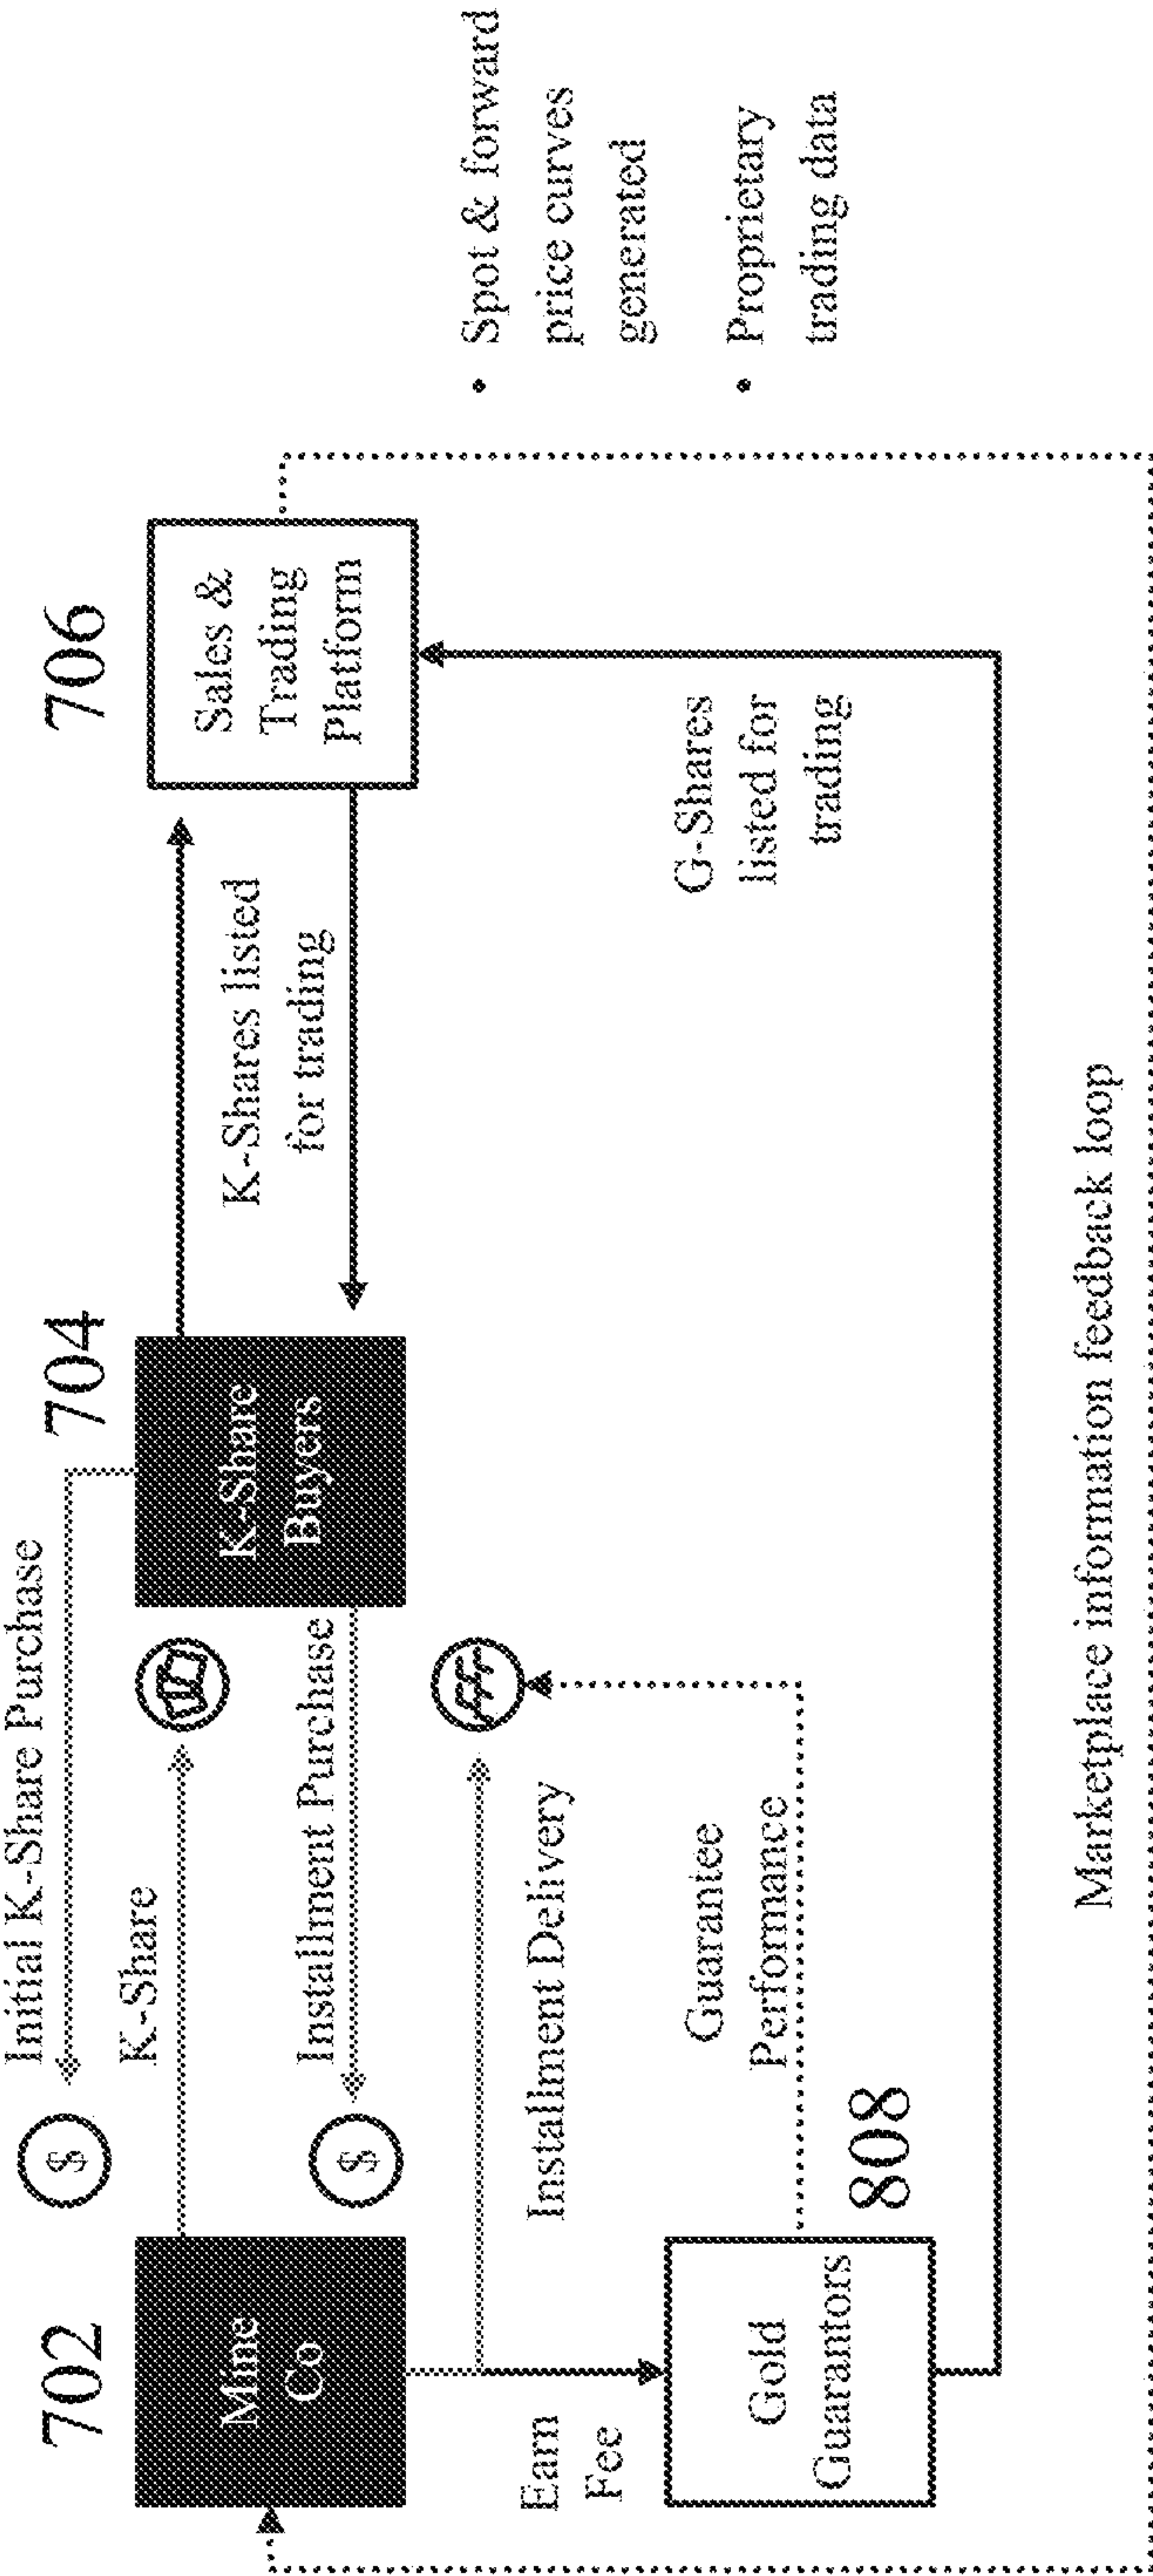 702
704
706
Initial K-Share Purchase
$
K-Share
Mine
Co
K-Share
Buyers
Sales &
Trading
Platform
K-Shares listed
for trading
Installment Purchase
$
Installment Delivery
Earn
Fee
Guarantee
Performance
808
Gold
Guarantors
G-Shares
listed for
trading
• Spot & forward
price curves
generated
• Proprietary
trading data
Marketplace information feedback loop